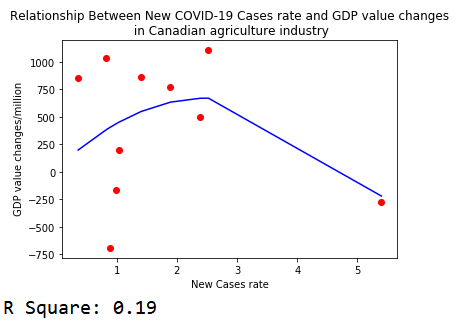 Relationship Between New COVID-19 Cases rate and GDP value changes
in Canadian agriculture industry
GDP value changes/million
1000
750
500
250
0
−250
−500
−750
1 2 3 4 5
New Cases rate
R Square: 0.19